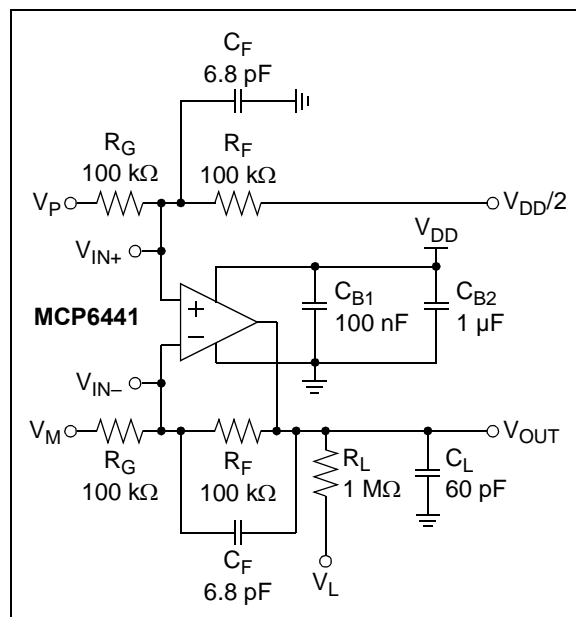 C_F
6.8 pF
R_G
100 kΩ
R_F
100 kΩ
V_P
V_DD/2
V_IN+
V_DD
MCP6441
+
−
C_B1
100 nF
C_B2
1 µF
V_IN−
V_M
V_OUT
R_G
100 kΩ
R_F
100 kΩ
R_L
1 MΩ
C_L
60 pF
C_F
6.8 pF
V_L